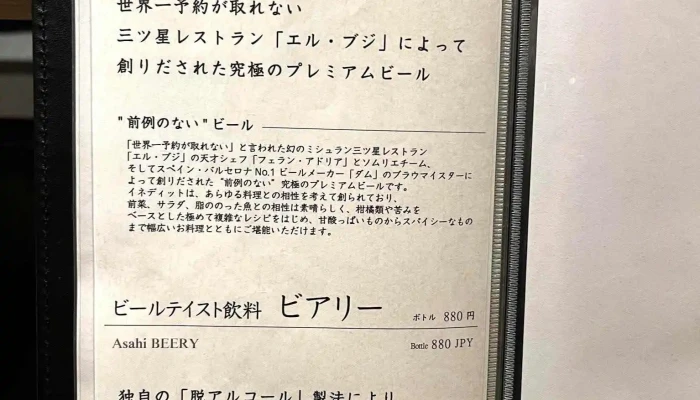 世界一予約が取れない
三ツ星レストラン「エル・ブジ」によって
創りだされた究極のプレミアムビール
"前例のない"ビール
「世界一予約が取れない」と言われた幻のミシュラン三ツ星レストラン
「エル・ブジ」の天才シェフ「フェラン・アドリア」とソムリエチーム、
そしてスペイン・バルセロナ No.1 ビールメーカー「ダム」のブラウマイスターに
よって創りだされた "前例のない" 究極のプレミアムビールです。
イネディットは、あらゆる料理との相性を考えて創られており、
前菜、サラダ、脂ののった魚との相性は素晴らしく、柑橘類や苦みを
ベースとした極めて複雑なレシピをはじめ、甘酸っぱいものからスパイシーなもの
まで幅広いお料理とともにご堪能いただけます。
ビールテイスト飲料 ビアリー ボトル 880 円
Asahi BEERY Bottle 880 JPY
独自の「脱アルコール」製法により